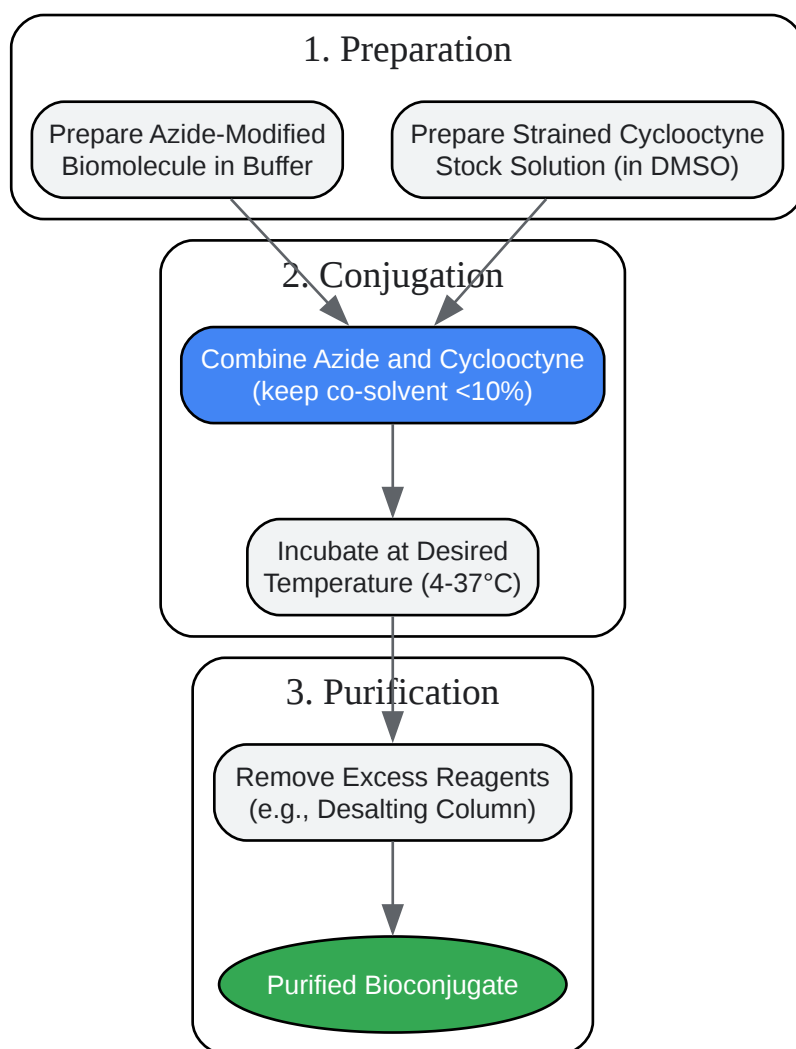 1. Preparation
Prepare Azide-Modified
Biomolecule in Buffer
Prepare Strained Cyclooctyne
Stock Solution (in DMSO)
2. Conjugation
Combine Azide and Cyclooctyne
(keep co-solvent <10%)
Incubate at Desired
Temperature (4-37°C)
3. Purification
Remove Excess Reagents
(e.g., Desalting Column)
Purified Bioconjugate